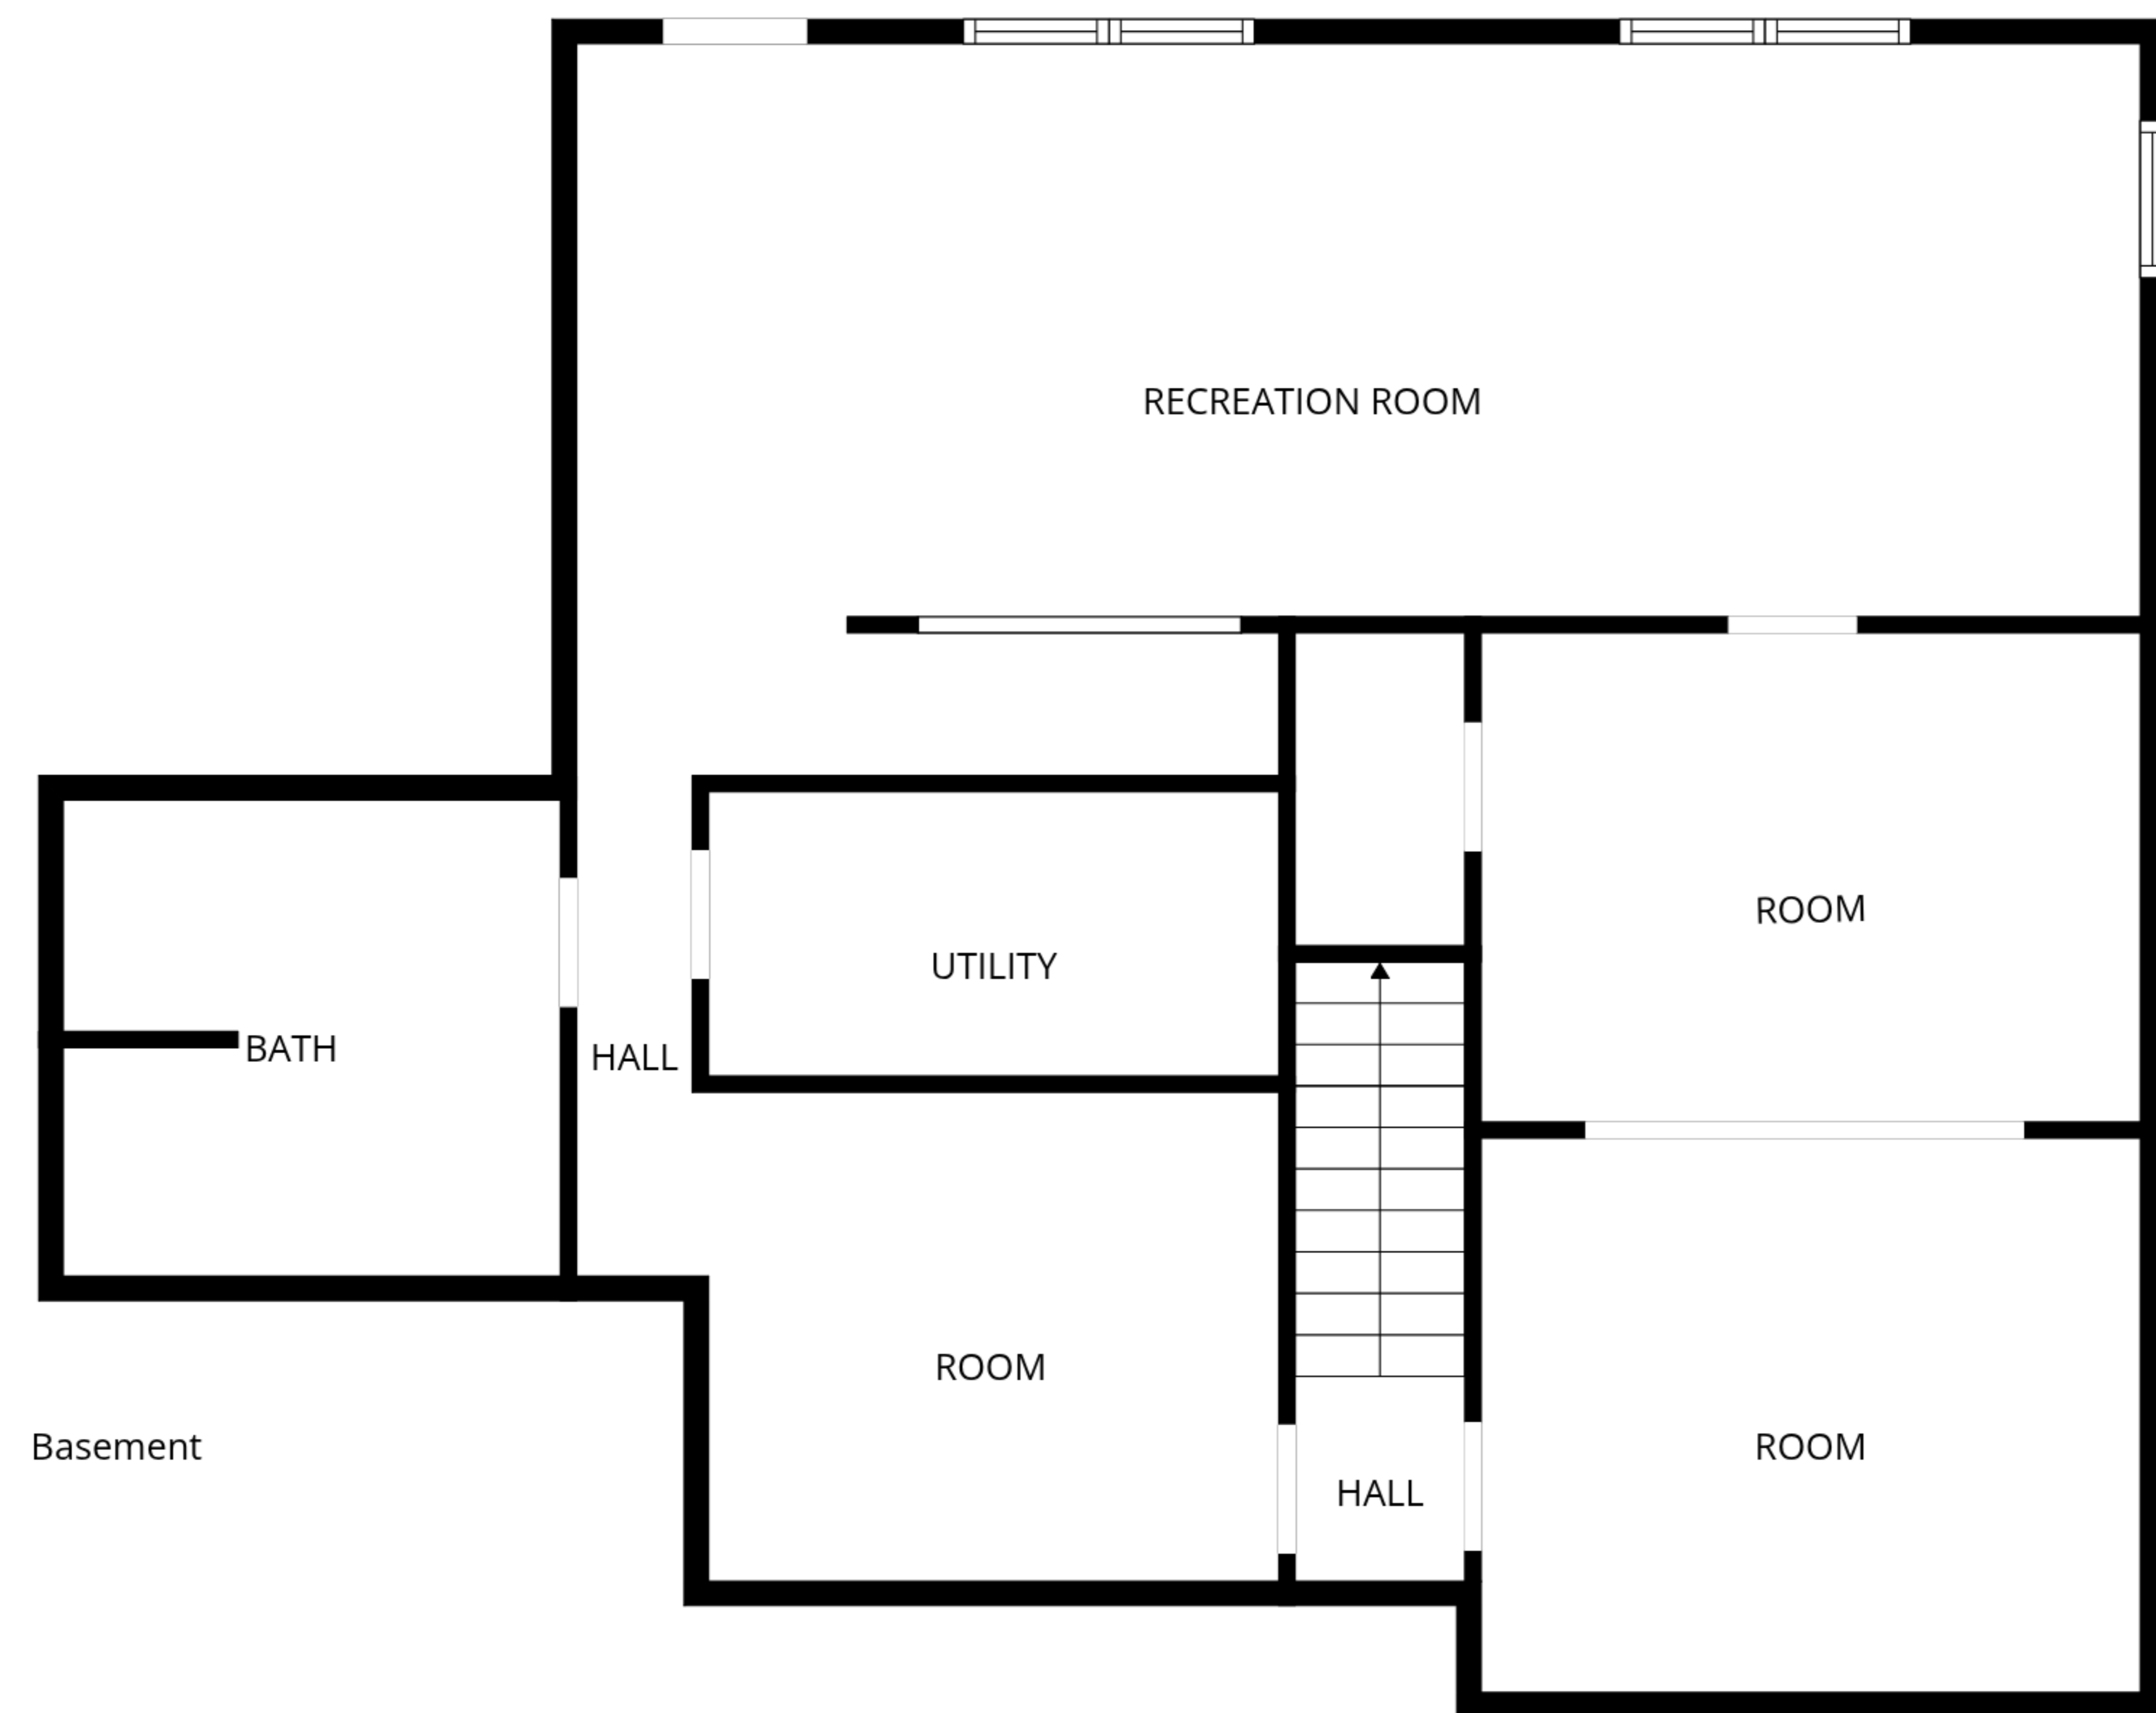 RECREATION ROOM
ROOM
UTILITY
BATH
HALL
ROOM
Basement
ROOM
HALL